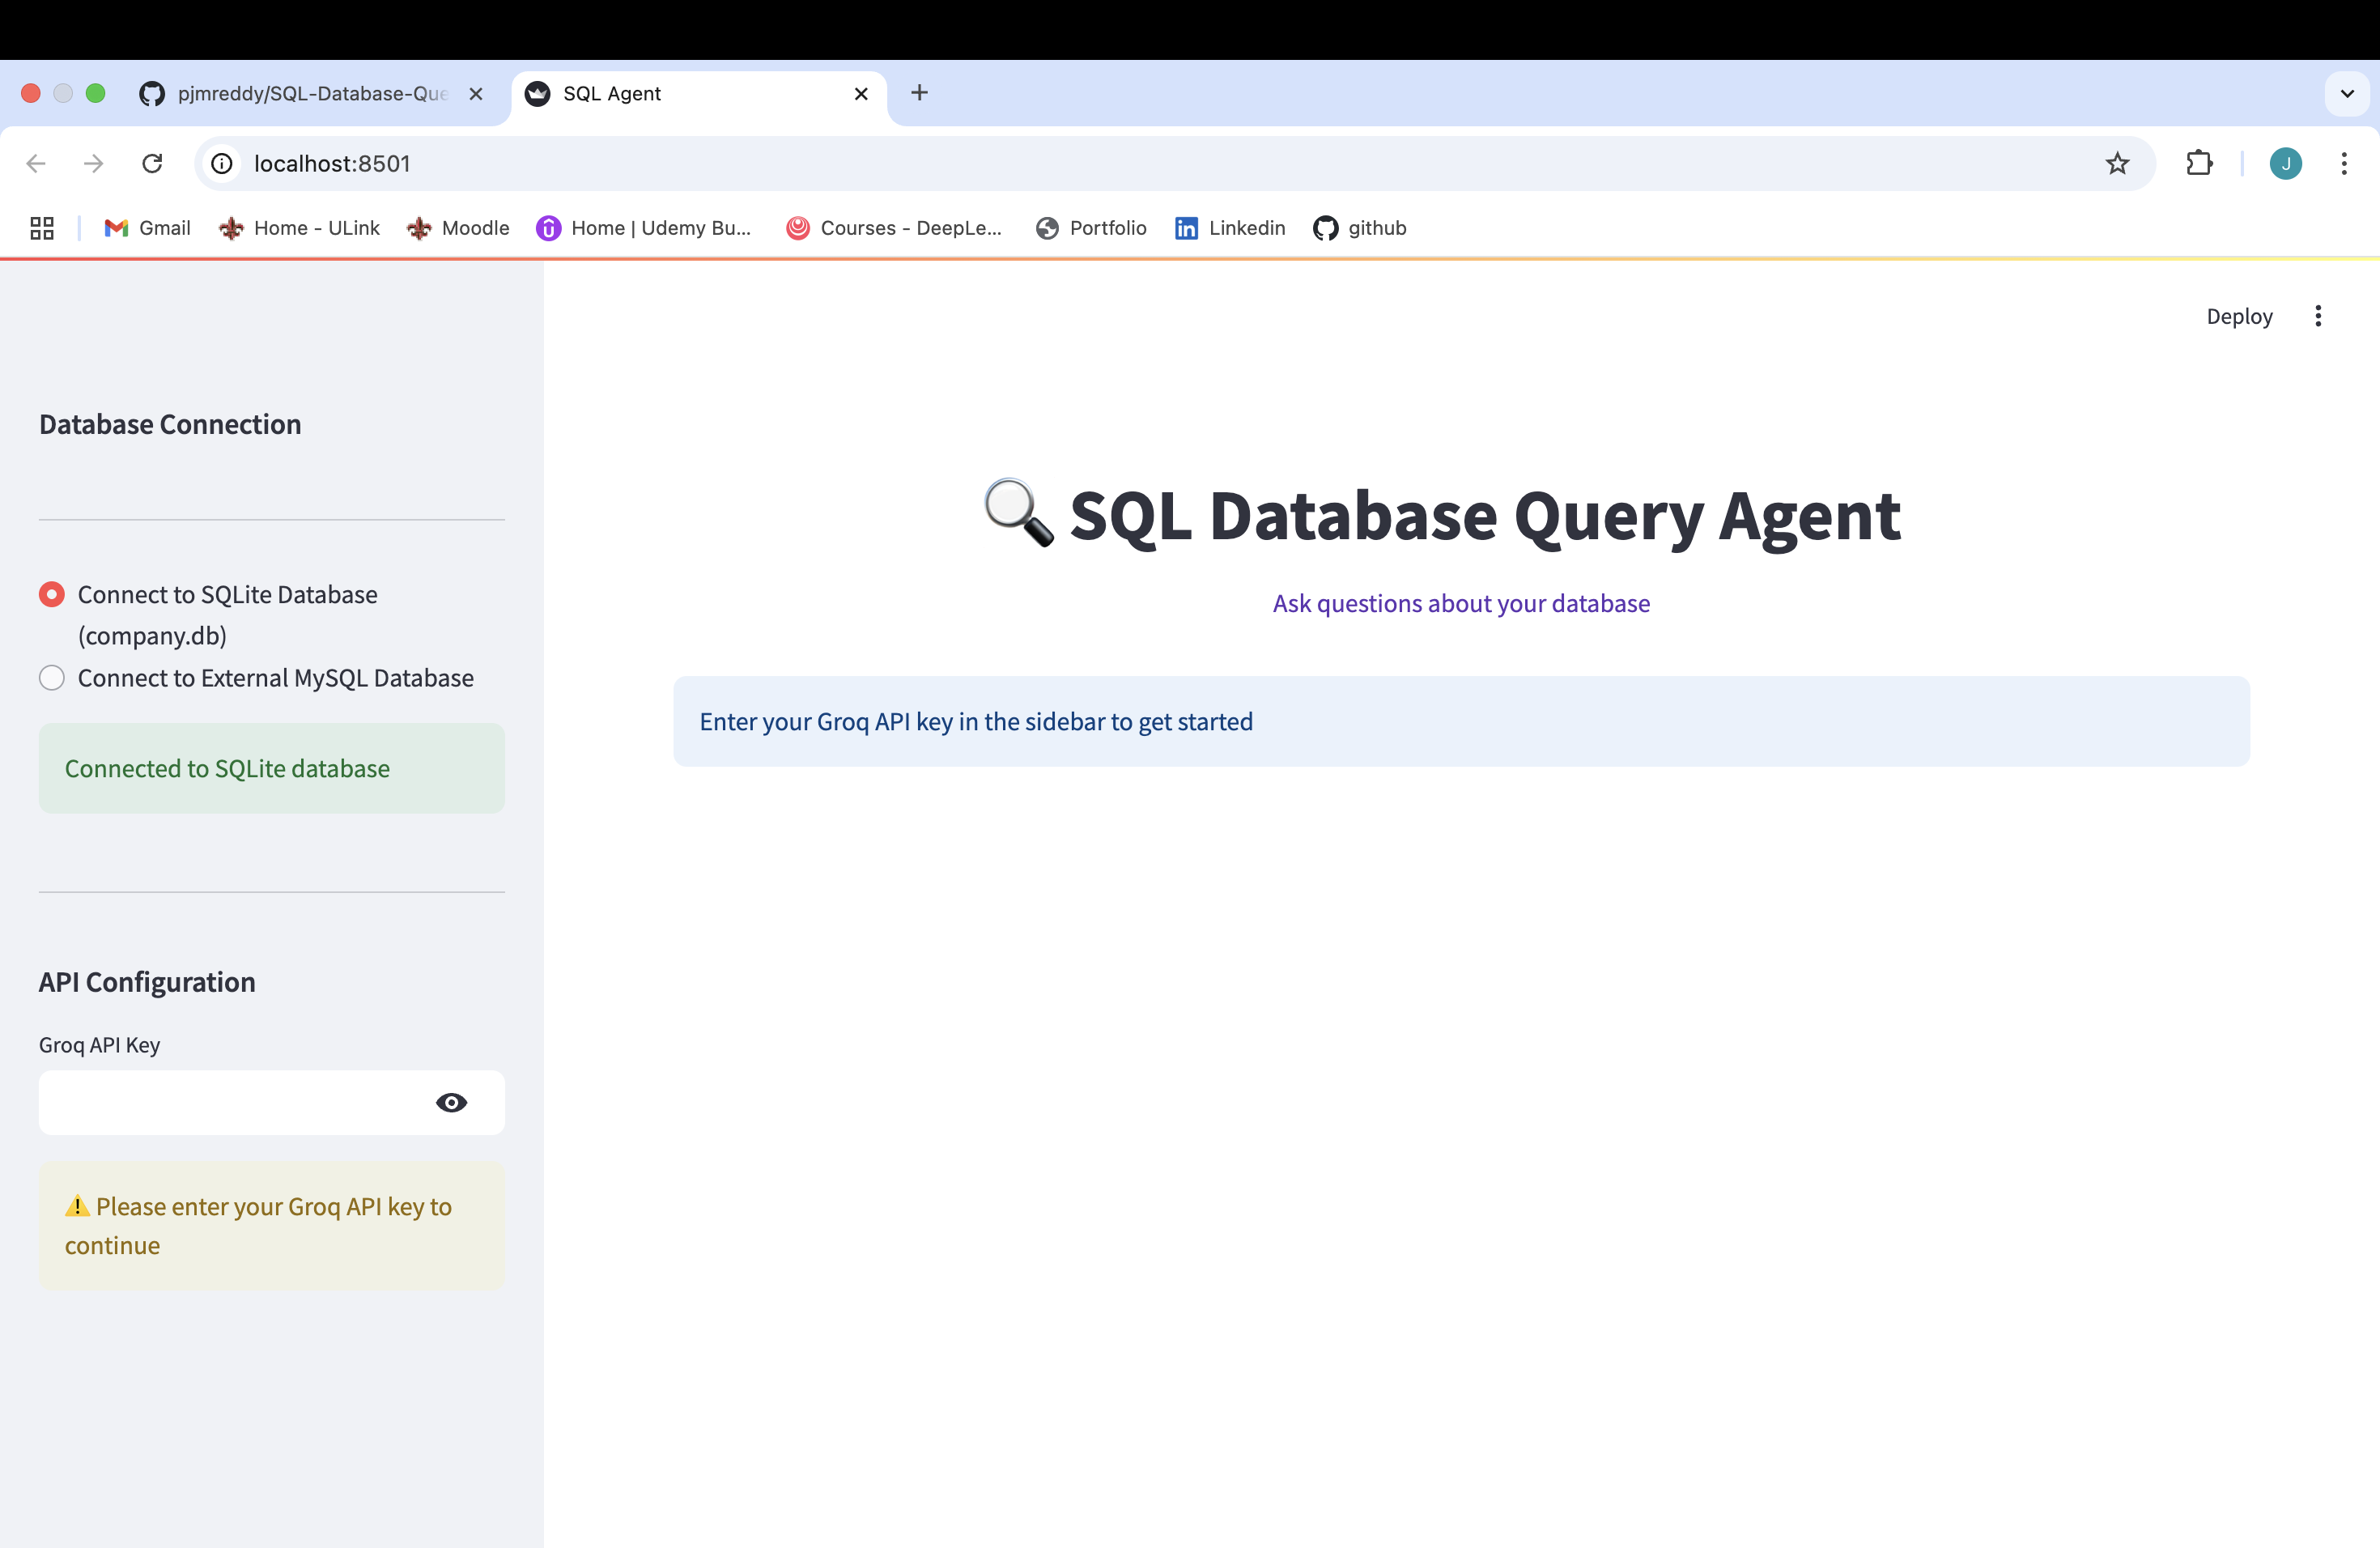 pjmreddy/SQL-Database-Que
SQL Agent
localhost:8501
J
Gmail
Home - ULink
Moodle
Home | Udemy Bu...
Courses - DeepLe...
Portfolio
Linkedin
github
Deploy
Database Connection
Connect to SQLite Database
(company.db)
Connect to External MySQL Database
Connected to SQLite database
API Configuration
Groq API Key
⚠️ Please enter your Groq API key to
continue
🔍 SQL Database Query Agent
Ask questions about your database
Enter your Groq API key in the sidebar to get started